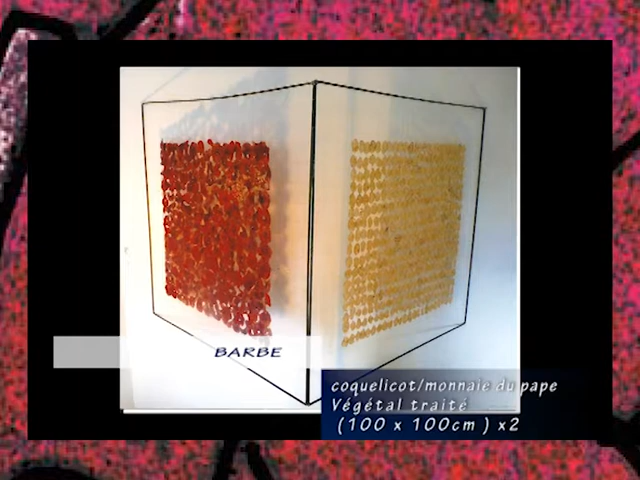 BARBE
coquelicot/monnaie du pape
Végétal traité
(100 x 100cm) x2